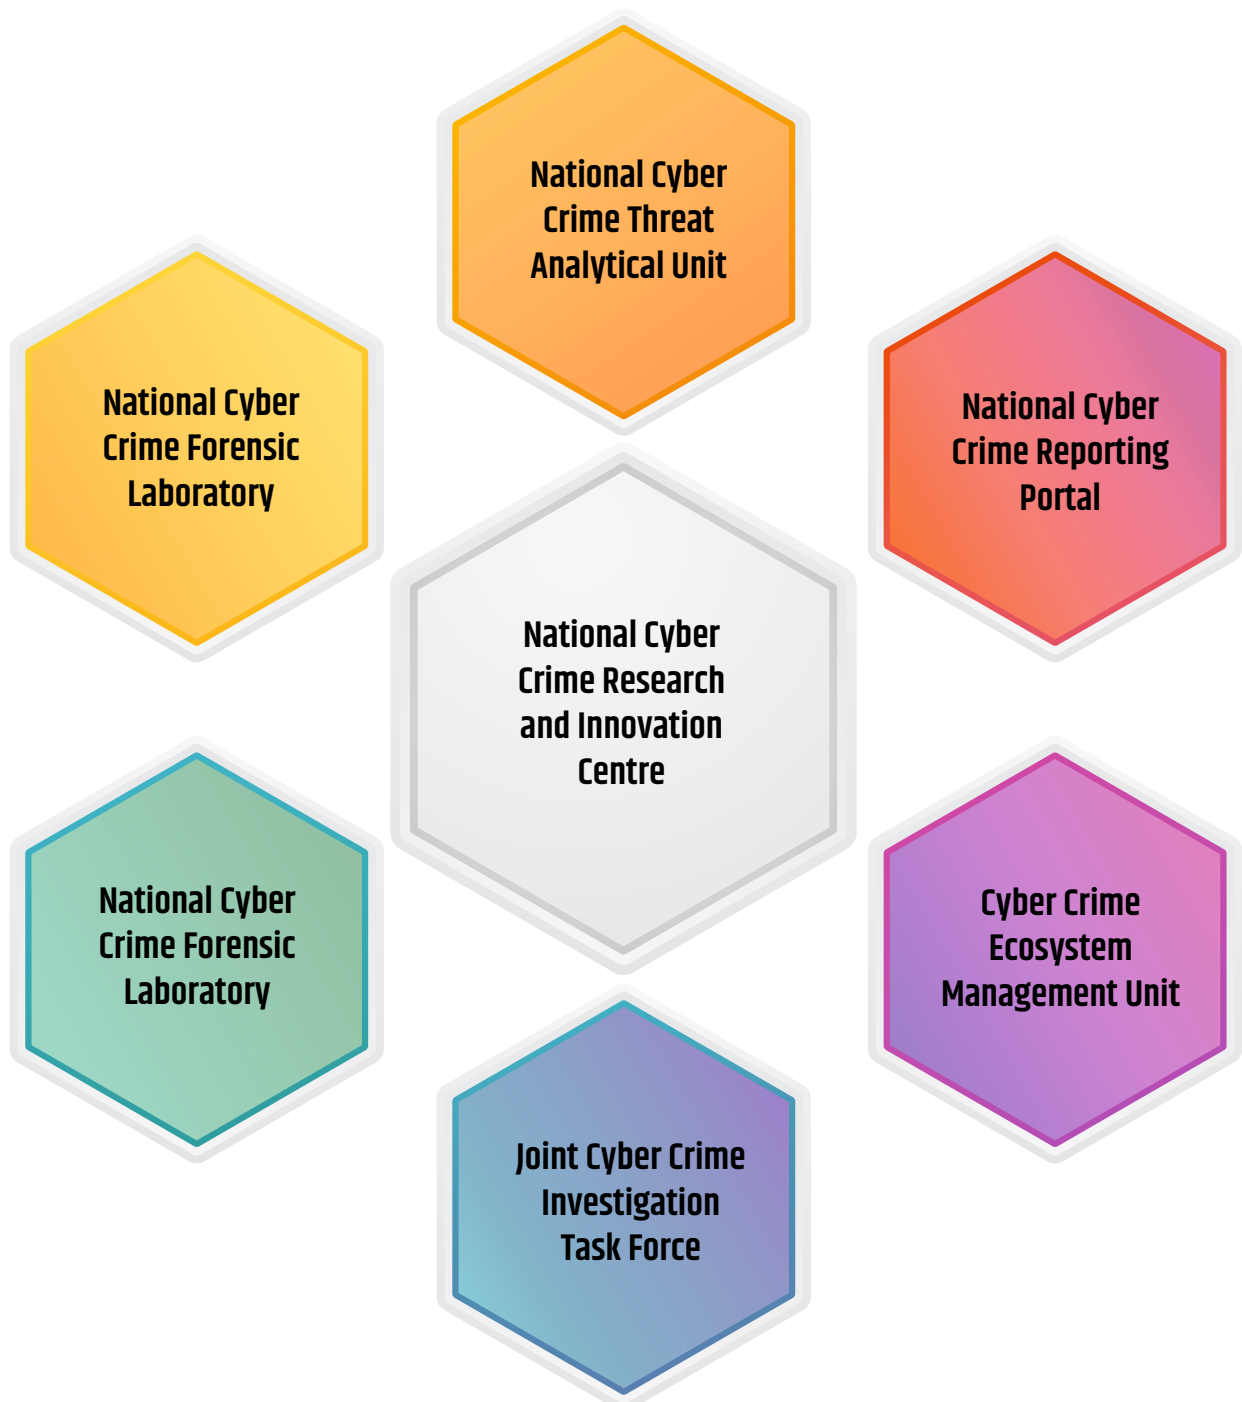 National Cyber
Crime Threat
Analytical Unit
National Cyber
Crime Forensic
Laboratory
National Cyber
Crime Reporting
Portal
National Cyber
Crime Research
and Innovation
Centre
National Cyber
Crime Forensic
Laboratory
Cyber Crime
Ecosystem
Management Unit
Joint Cyber Crime
Investigation
Task Force